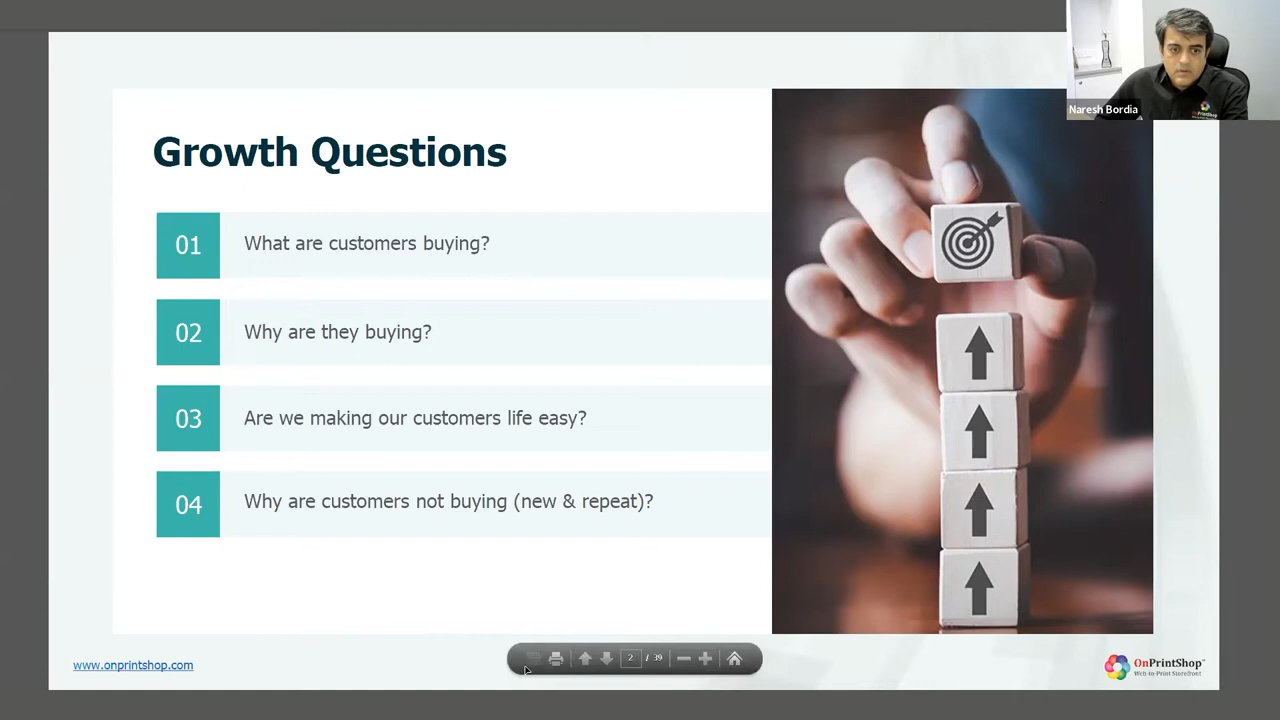 Naresh Bordia
Growth Questions
01 What are customers buying?
02 Why are they buying?
03 Are we making our customers life easy?
04 Why are customers not buying (new & repeat)?
www.onprintshop.com
2 / 39
OnPrintShop
Web-to-Print Storefront